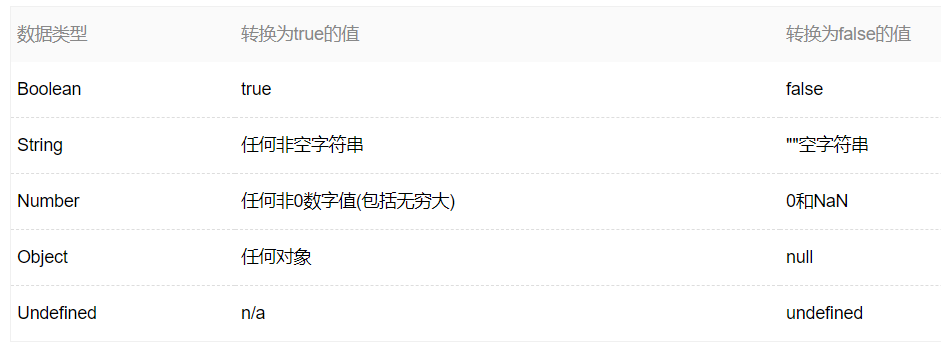 数据类型 转换为true的值 转换为false的值
Boolean true false
String 任何非空字符串 ""空字符串
Number 任何非0数字值(包括无穷大) 0和NaN
Object 任何对象 null
Undefined n/a undefined